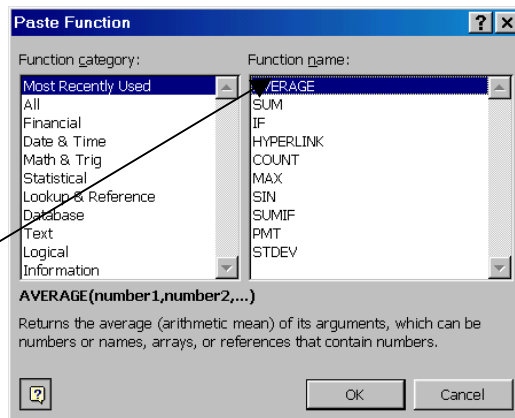 Paste Function
Function category:
Function name:
Most Recently Used
All
Financial
Date & Time
Math & Trig
Statistical
Lookup & Reference
Database
Text
Logical
Information
AVERAGE
SUM
IF
HYPERLINK
COUNT
MAX
SIN
SUMIF
PMT
STDEV
AVERAGE(number1,number2,...)
Returns the average (arithmetic mean) of its arguments, which can be
numbers or names, arrays, or references that contain numbers.
OK
Cancel